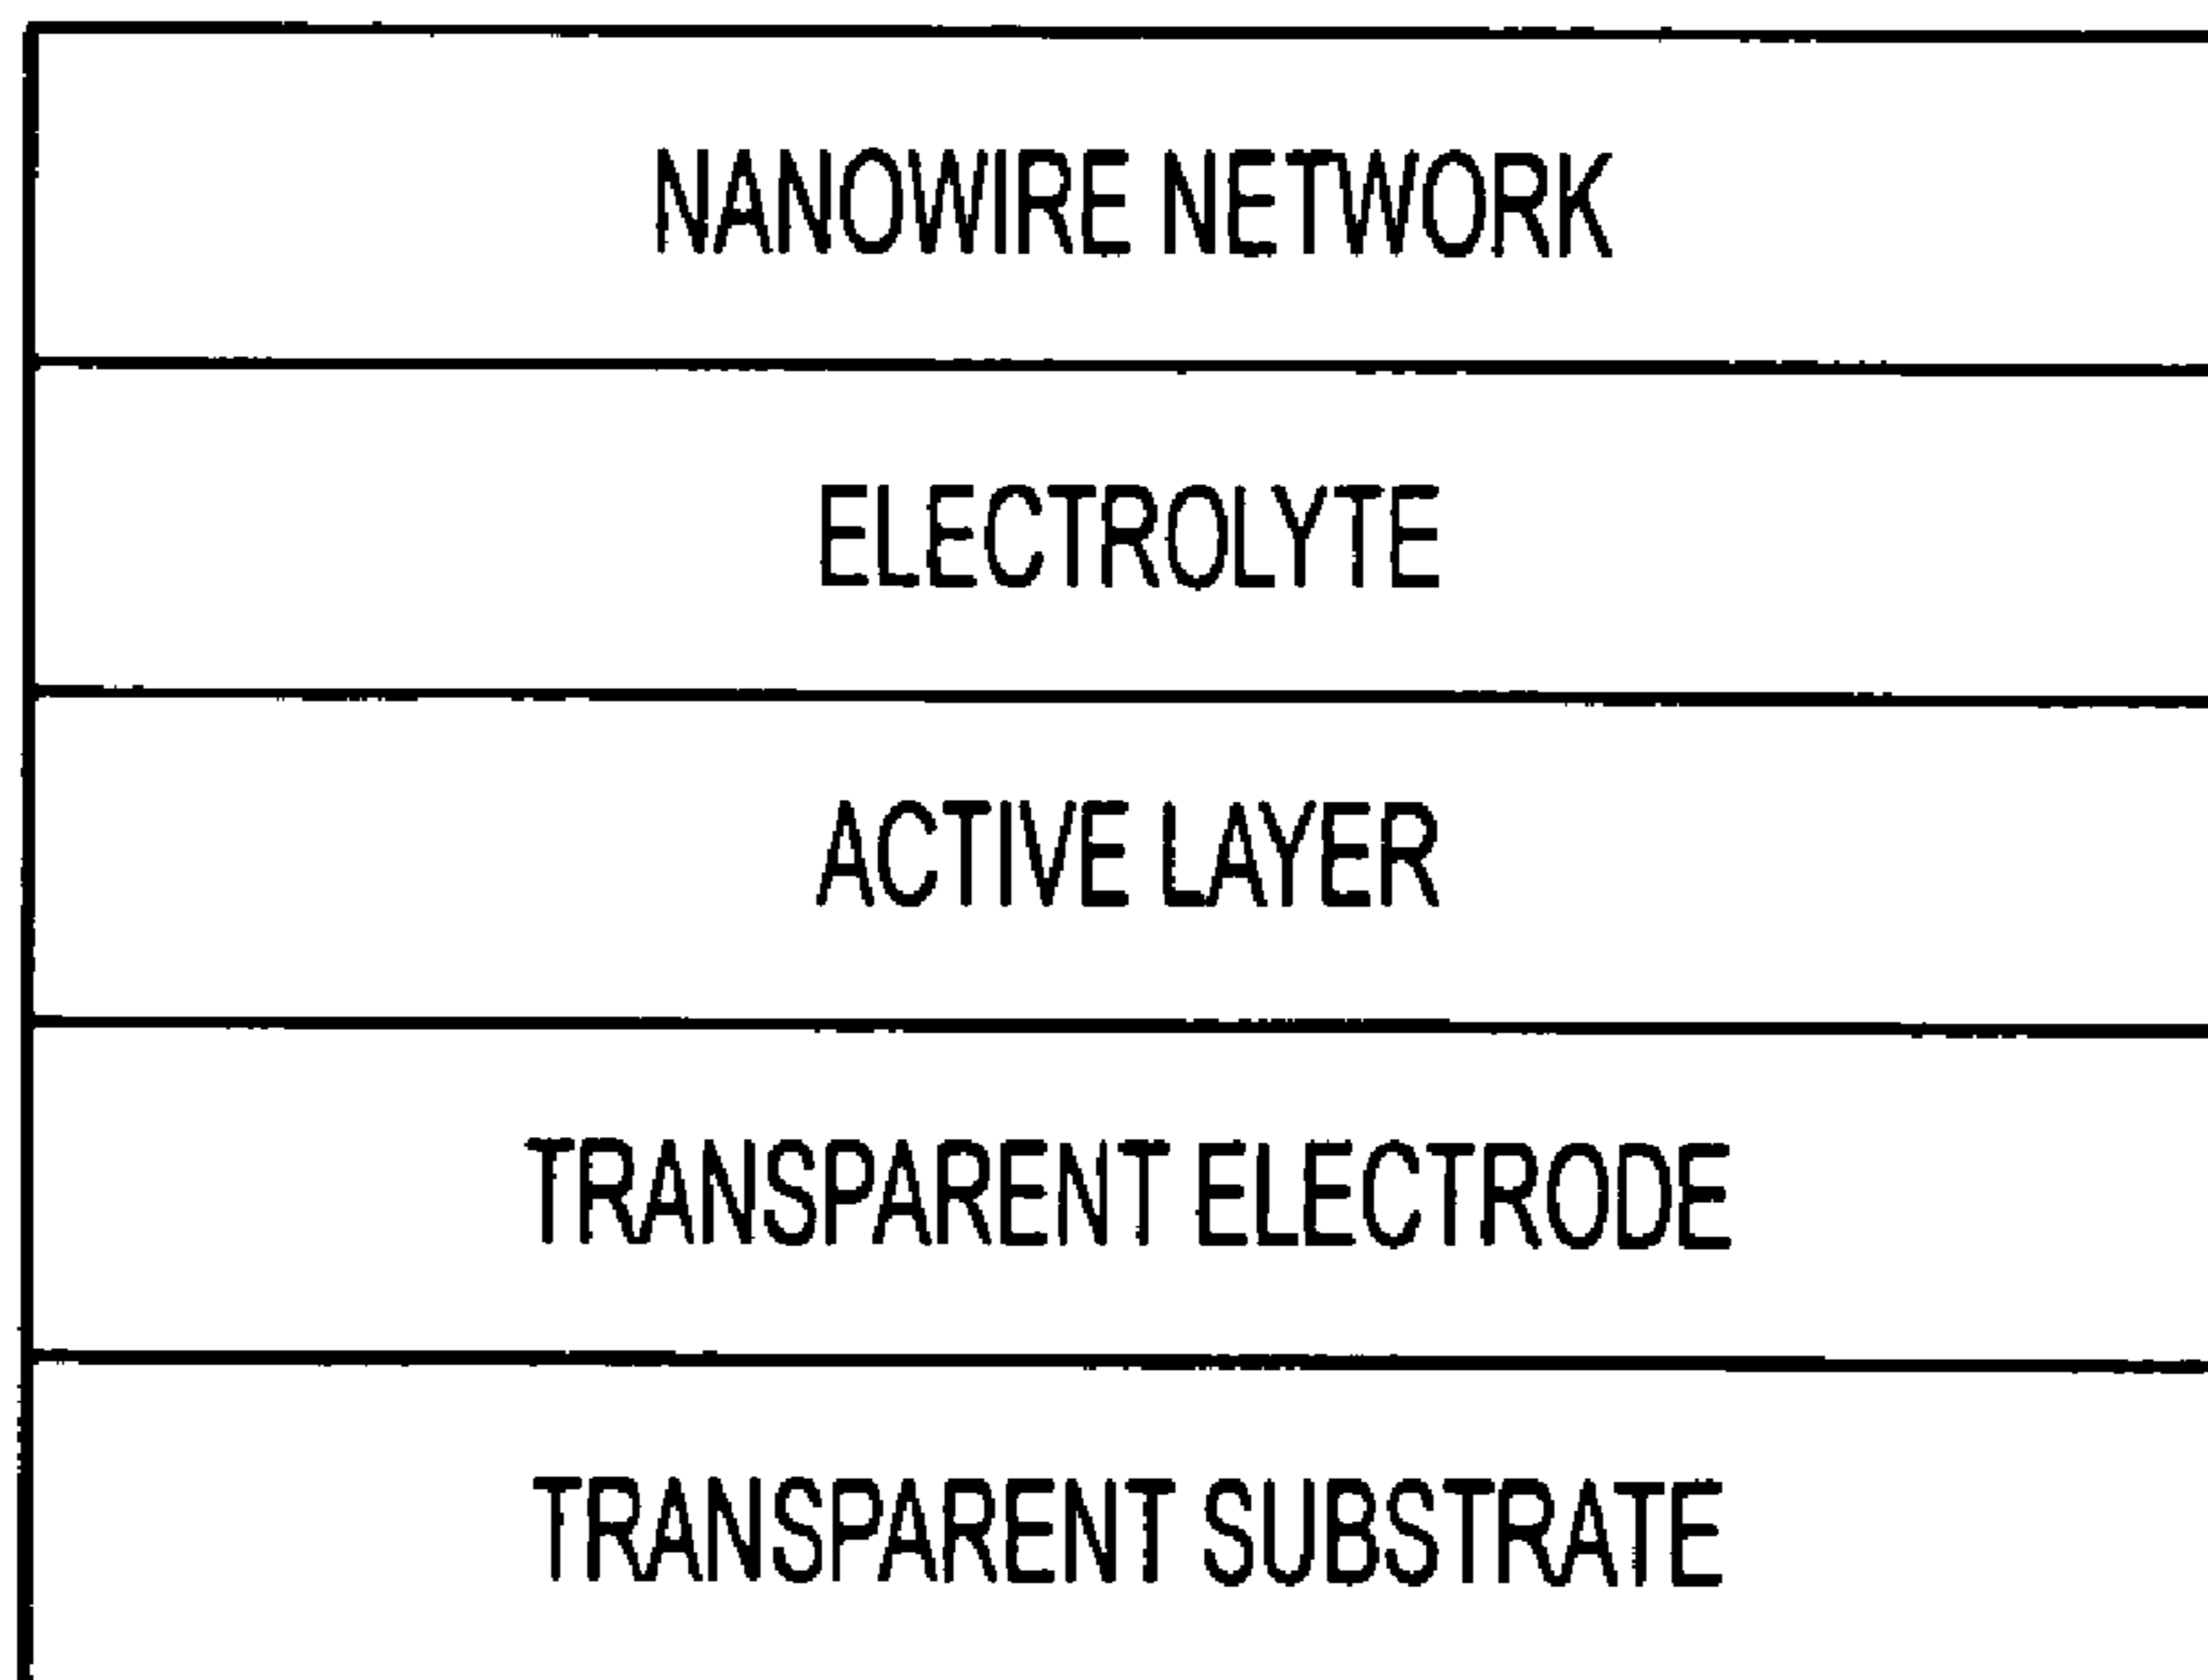 NANOWIRE NETWORK
ELECTROLYTE
ACTIVE LAYER
TRANSPARENT ELECTRODE
TRANSPARENT SUBSTRATE